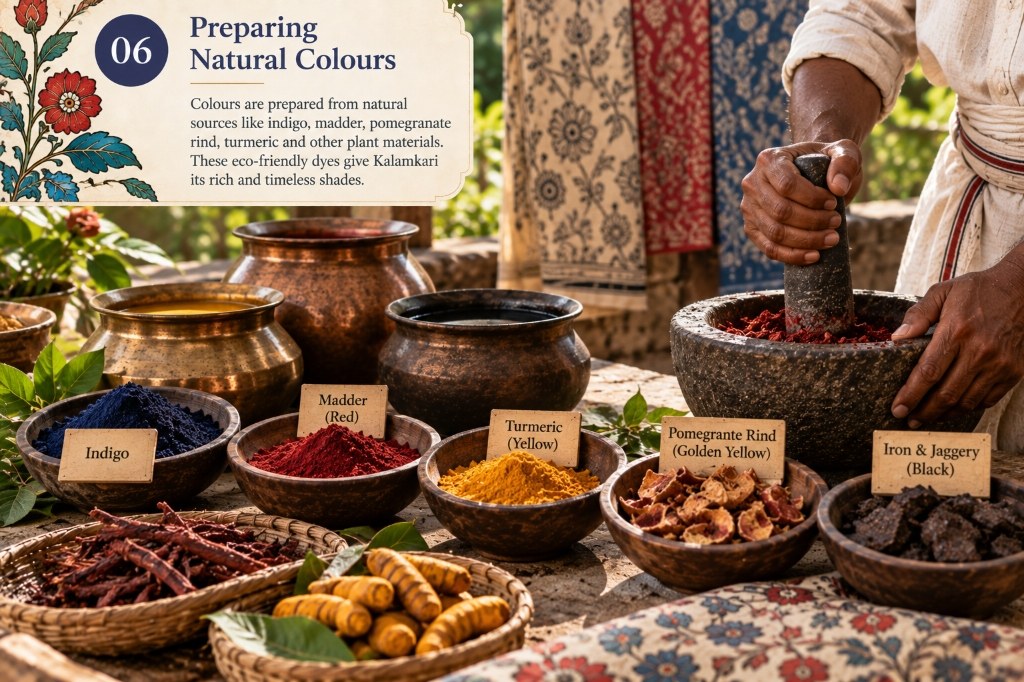 06
Preparing
Natural Colours
Colours are prepared from natural
sources like indigo, madder, pomegranate
rind, turmeric and other plant materials.
These eco-friendly dyes give Kalamkari
its rich and timeless shades.
Indigo
Madder
(Red)
Turmeric
(Yellow)
Pomegrante Rind
(Golden Yellow)
Iron & Jaggery
(Black)